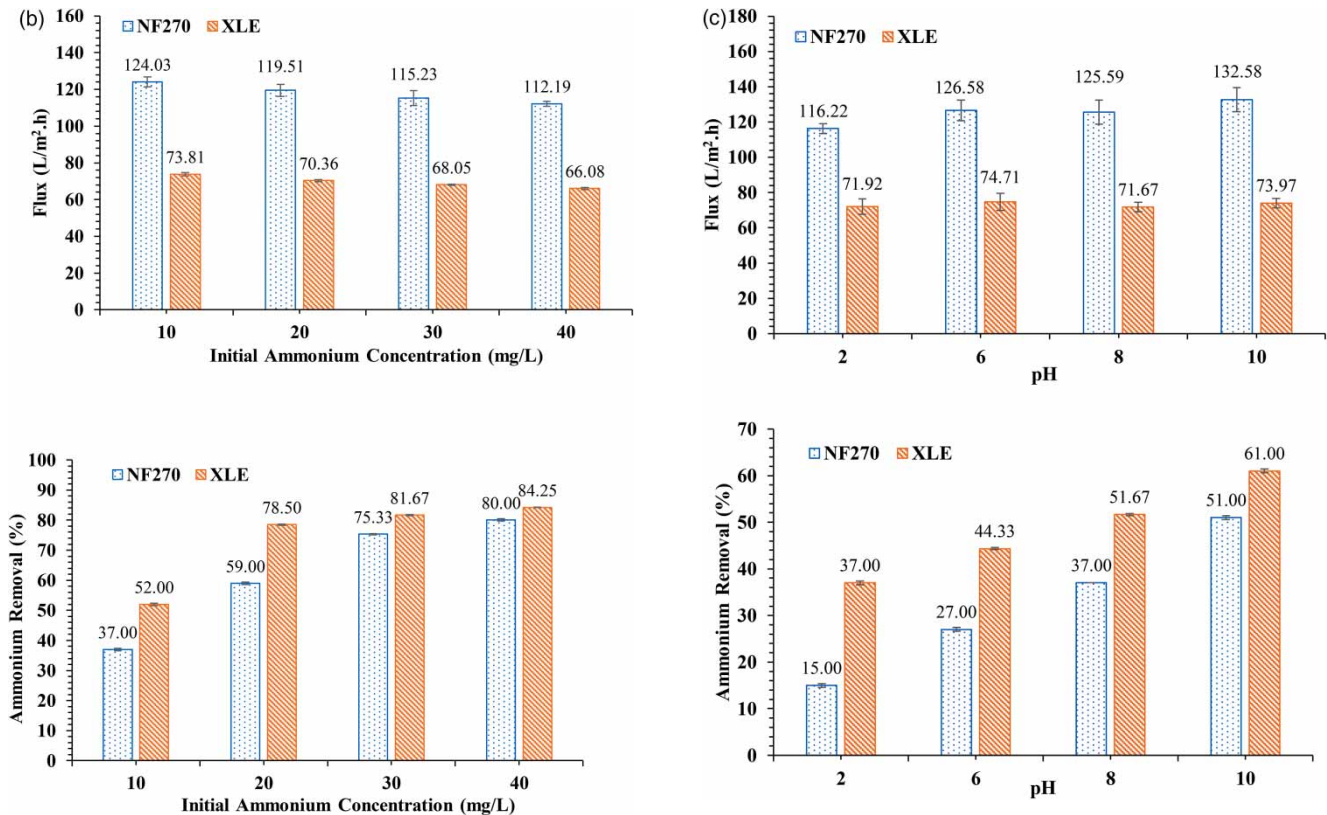 (b)
NF270 XLE
Flux (L/m².h)
160
140
120
100
80
60
40
20
0
124.03 119.51 115.23 112.19
73.81 70.36 68.05 66.08
10 20 30 40
Initial Ammonium Concentration (mg/L)
(c)
NF270 XLE
Flux (L/m².h)
180
160
140
120
100
80
60
40
20
0
116.22 126.58 125.59 132.58
71.92 74.71 71.67 73.97
2 6 8 10
pH
NF270 XLE
Ammonium Removal (%)
100
90
80
70
60
50
40
30
20
10
0
37.00 59.00 75.33 80.00
52.00 78.50 81.67 84.25
10 20 30 40
Initial Ammonium Concentration (mg/L)
NF270 XLE
Ammonium Removal (%)
70
60
50
40
30
20
10
0
15.00 27.00 37.00 51.00
37.00 44.33 51.67 61.00
2 6 8 10
pH